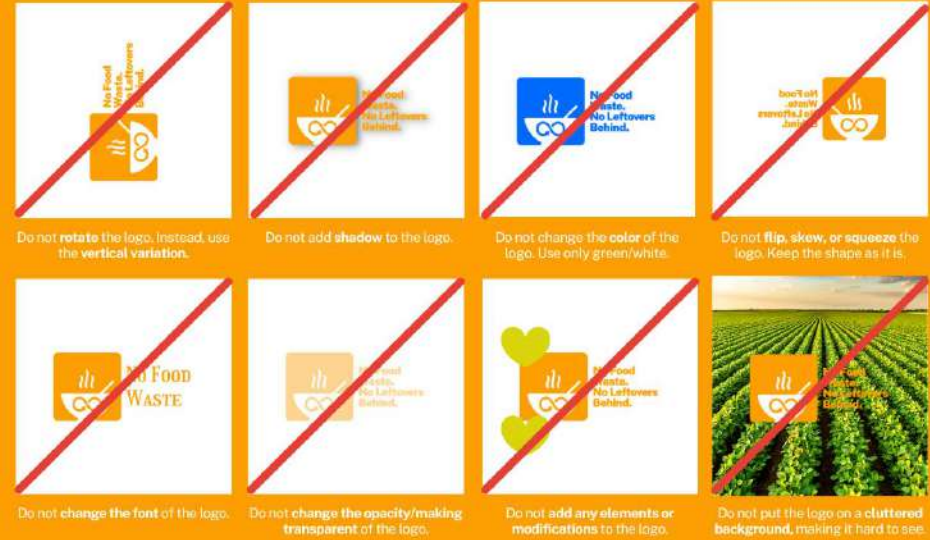 No Food
Waste.
No Leftovers
Behind.
No Food
Waste.
No Leftovers
Behind.
No Food
Waste.
No Leftovers
Behind.
No Food
Waste.
No Leftovers
Behind.
Do not rotate the logo. Instead, use
the vertical variation.
Do not add shadow to the logo.
Do not change the color of the
logo. Use only green/white.
Do not flip, skew, or squeeze the
logo. Keep the shape as it is.
No Food
Waste
No Food
Waste.
No Leftovers
Behind.
No Food
Waste.
No Leftovers
Behind.
No Food
Waste.
No Leftovers
Behind.
Do not change the font of the logo.
Do not change the opacity/making
transparent of the logo.
Do not add any elements or
modifications to the logo.
Do not put the logo on a cluttered
background, making it hard to see.